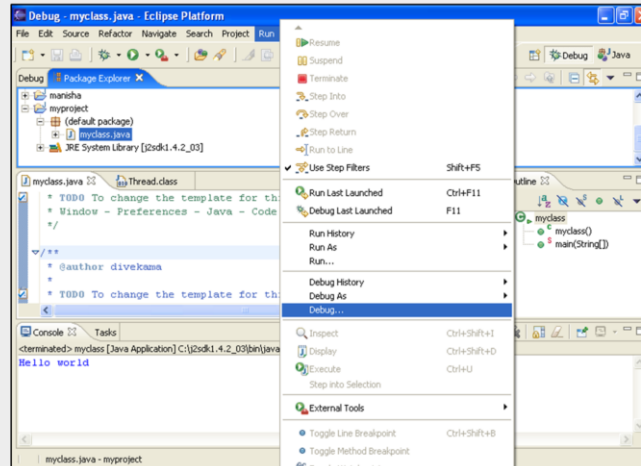 Debug - myclass.java - Eclipse Platform
File Edit Source Refactor Navigate Search Project Run
Debug Java
Debug Package Explorer
manisha
myproject
(default package)
myclass.java
JRE System Library [j2sdk1.4.2_03]
Resume
Suspend
Terminate
Step Into
Step Over
Step Return
Run to Line
Use Step Filters Shift+F5
Run Last Launched Ctrl+F11
Debug Last Launched F11
Run History
Run As
Run...
Debug History
Debug As
Debug...
Inspect Ctrl+Shift+I
Display Ctrl+Shift+D
Execute Ctrl+U
Step into Selection
External Tools
Toggle Line Breakpoint Ctrl+Shift+B
Toggle Method Breakpoint
myclass.java Thread.class
* TODO To change the template for thi
* Window - Preferences - Java - Code
*/
/**
* @author divekama
*
* TODO To change the template for thi
utline
myclass
myclass()
main(String[])
Console Tasks
<terminated> myclass [Java Application] C:\j2sdk1.4.2_03\bin\java
Hello world
myclass.java - myproject